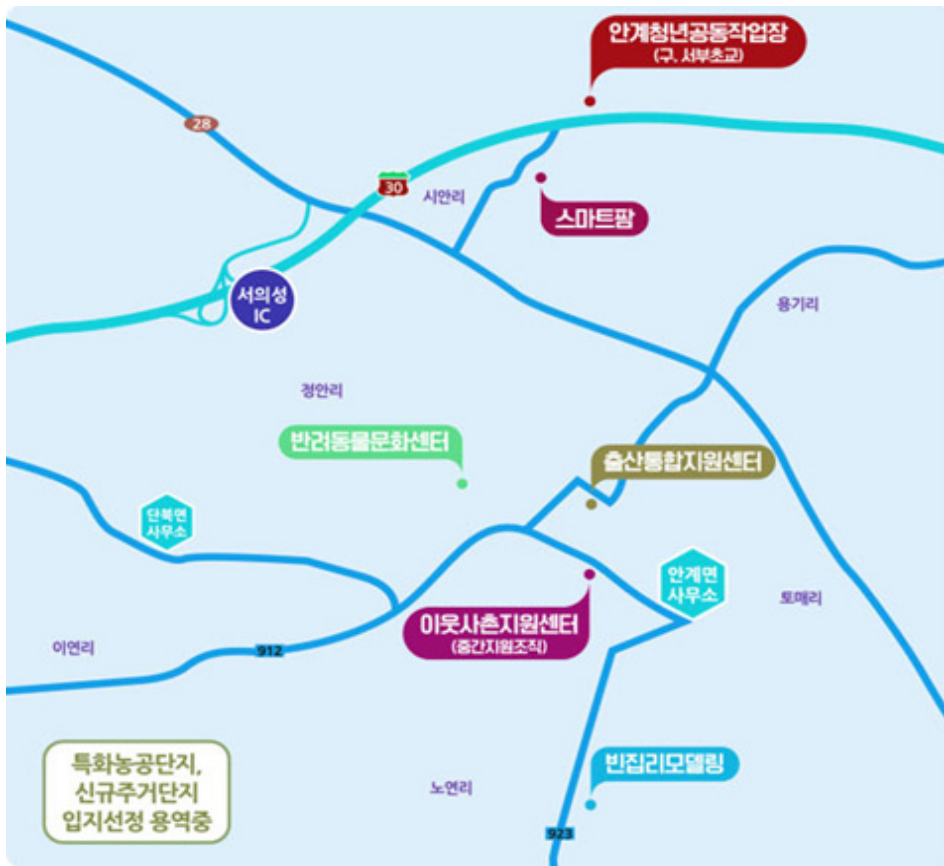 안계청년공동작업장
(구. 서부초교)
28
30
시안리
스마트팜
서의성
IC
용기리
정안리
반려동물문화센터
출산통합지원센터
단북면
사무소
안계면
사무소
토매리
이웃사촌지원센터
(중간지원조직)
이연리
912
특화농공단지,
신규주거단지
입지선정 용역중
노연리
빈집리모델링
923